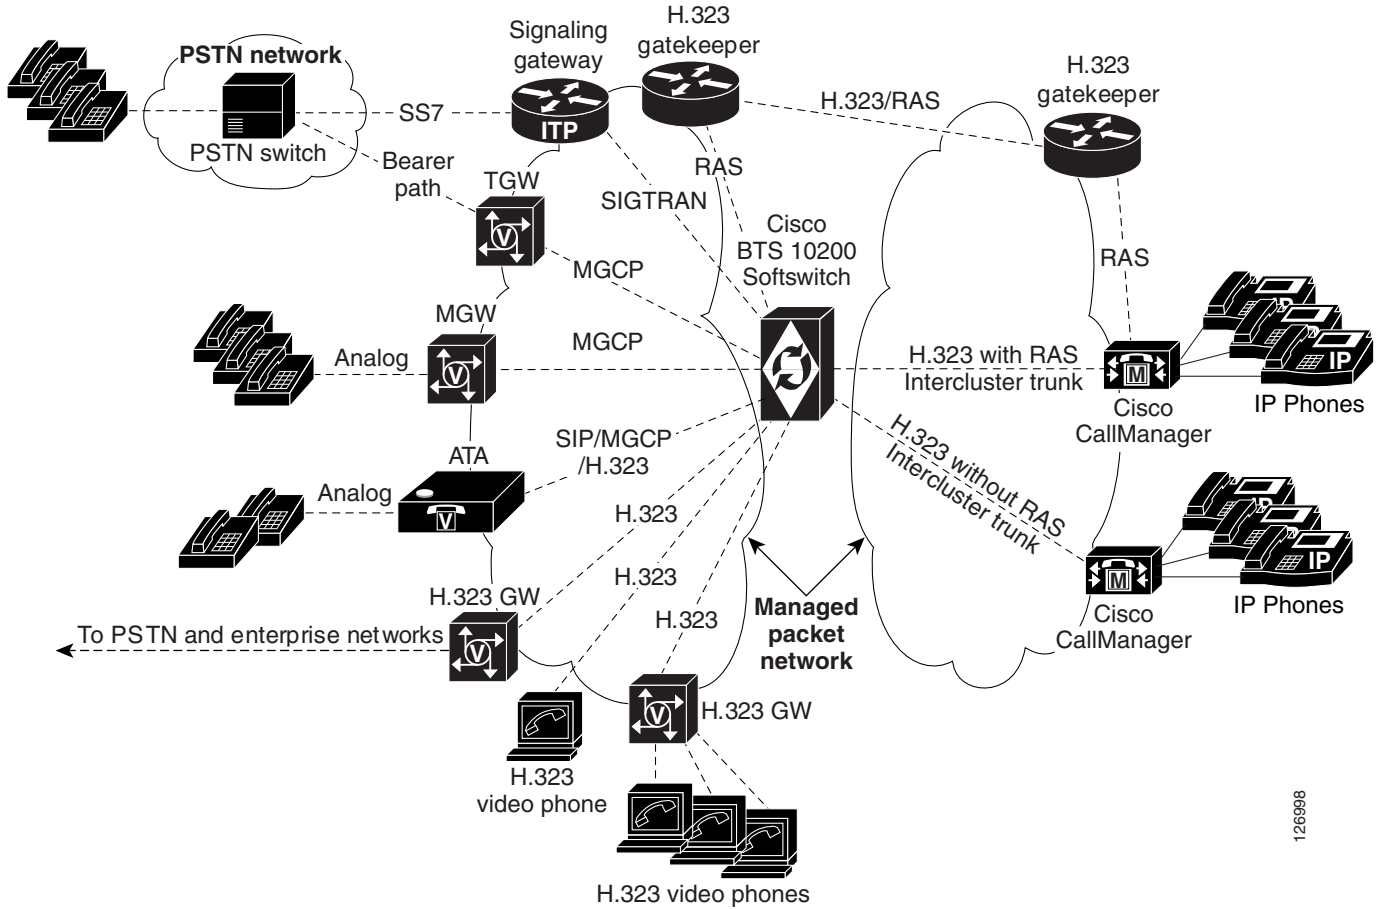 PSTN network
PSTN switch
SS7
Bearer
path
Signaling
gateway
ITP
H.323
gatekeeper
H.323/RAS
H.323
gatekeeper
TGW
V
SIGTRAN
RAS
RAS
Cisco
BTS 10200
Softswitch
MGCP
MGW
V
MGCP
Analog
H.323 with RAS
Intercluster trunk
M
Cisco
CallManager
IP
IP
IP Phones
ATA
V
Analog
SIP/MGCP
/H.323
H.323 without RAS
Intercluster trunk
M
Cisco
CallManager
IP
IP
IP Phones
H.323
H.323
H.323
H.323 GW
V
To PSTN and enterprise networks
Managed
packet
network
V
H.323 GW
H.323
video phone
H.323 video phones
126998